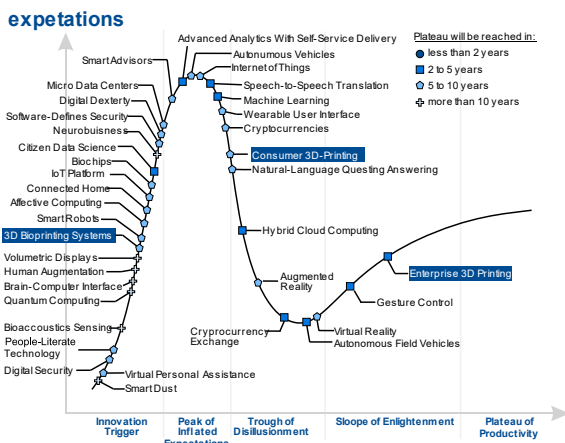 expetations
Plateau will be reached in:
less than 2 years
2 to 5 years
5 to 10 years
more than 10 years
Advanced Analytics With Self-Service Delivery
Autonumous Vehicles
Internet of Things
Smart Advisors
Speech-to-Speech Translation
Micro Data Centers
Machine Learning
Digital Dexterty
Wearable User Interface
Software-Defines Security
Cryptocurrencies
Neurobuisness
Citizen Data Science
Consumer 3D-Printing
Biochips
Natural-Language Questing Answering
IoT Platform
Connected Home
Affective Computing
Smart Robots
Hybrid Cloud Computing
3D Bioprinting Systems
Volumetric Displays
Human Augmentation
Enterprise 3D Printing
Brain-Computer Interface
Augmented
Reality
Quantum Computing
Gesture Control
Bioaccoustics Sensing
Cryprocurrency
Exchange
Virtual Reality
People-Literate
Technology
Autonomous Field Vehicles
Digital Security
Virtual Personal Assistance
Smart Dust
Innovation
Trigger
Peak of
Inflated
Expectations
Trough of
Disillusionment
Sloope of Enlightenment
Plateau of
Productivity